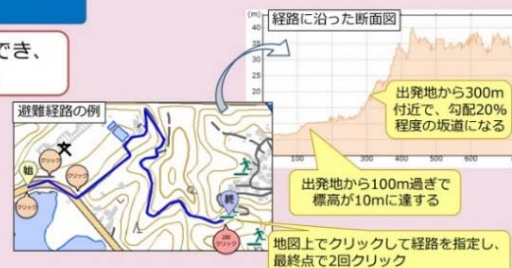 でき、
経路に沿った断面図
(m)
40
35
30
25
20
100
300
400
500
600
700
出発地から300m
付近で、勾配20%
程度の坂道になる
出発地から100m過ぎで
標高が10mに達する
避難経路の例
始
クリック
クリック
クリック
文
終
2回
クリック
地図上でクリックして経路を指定し、
最終点で2回クリック